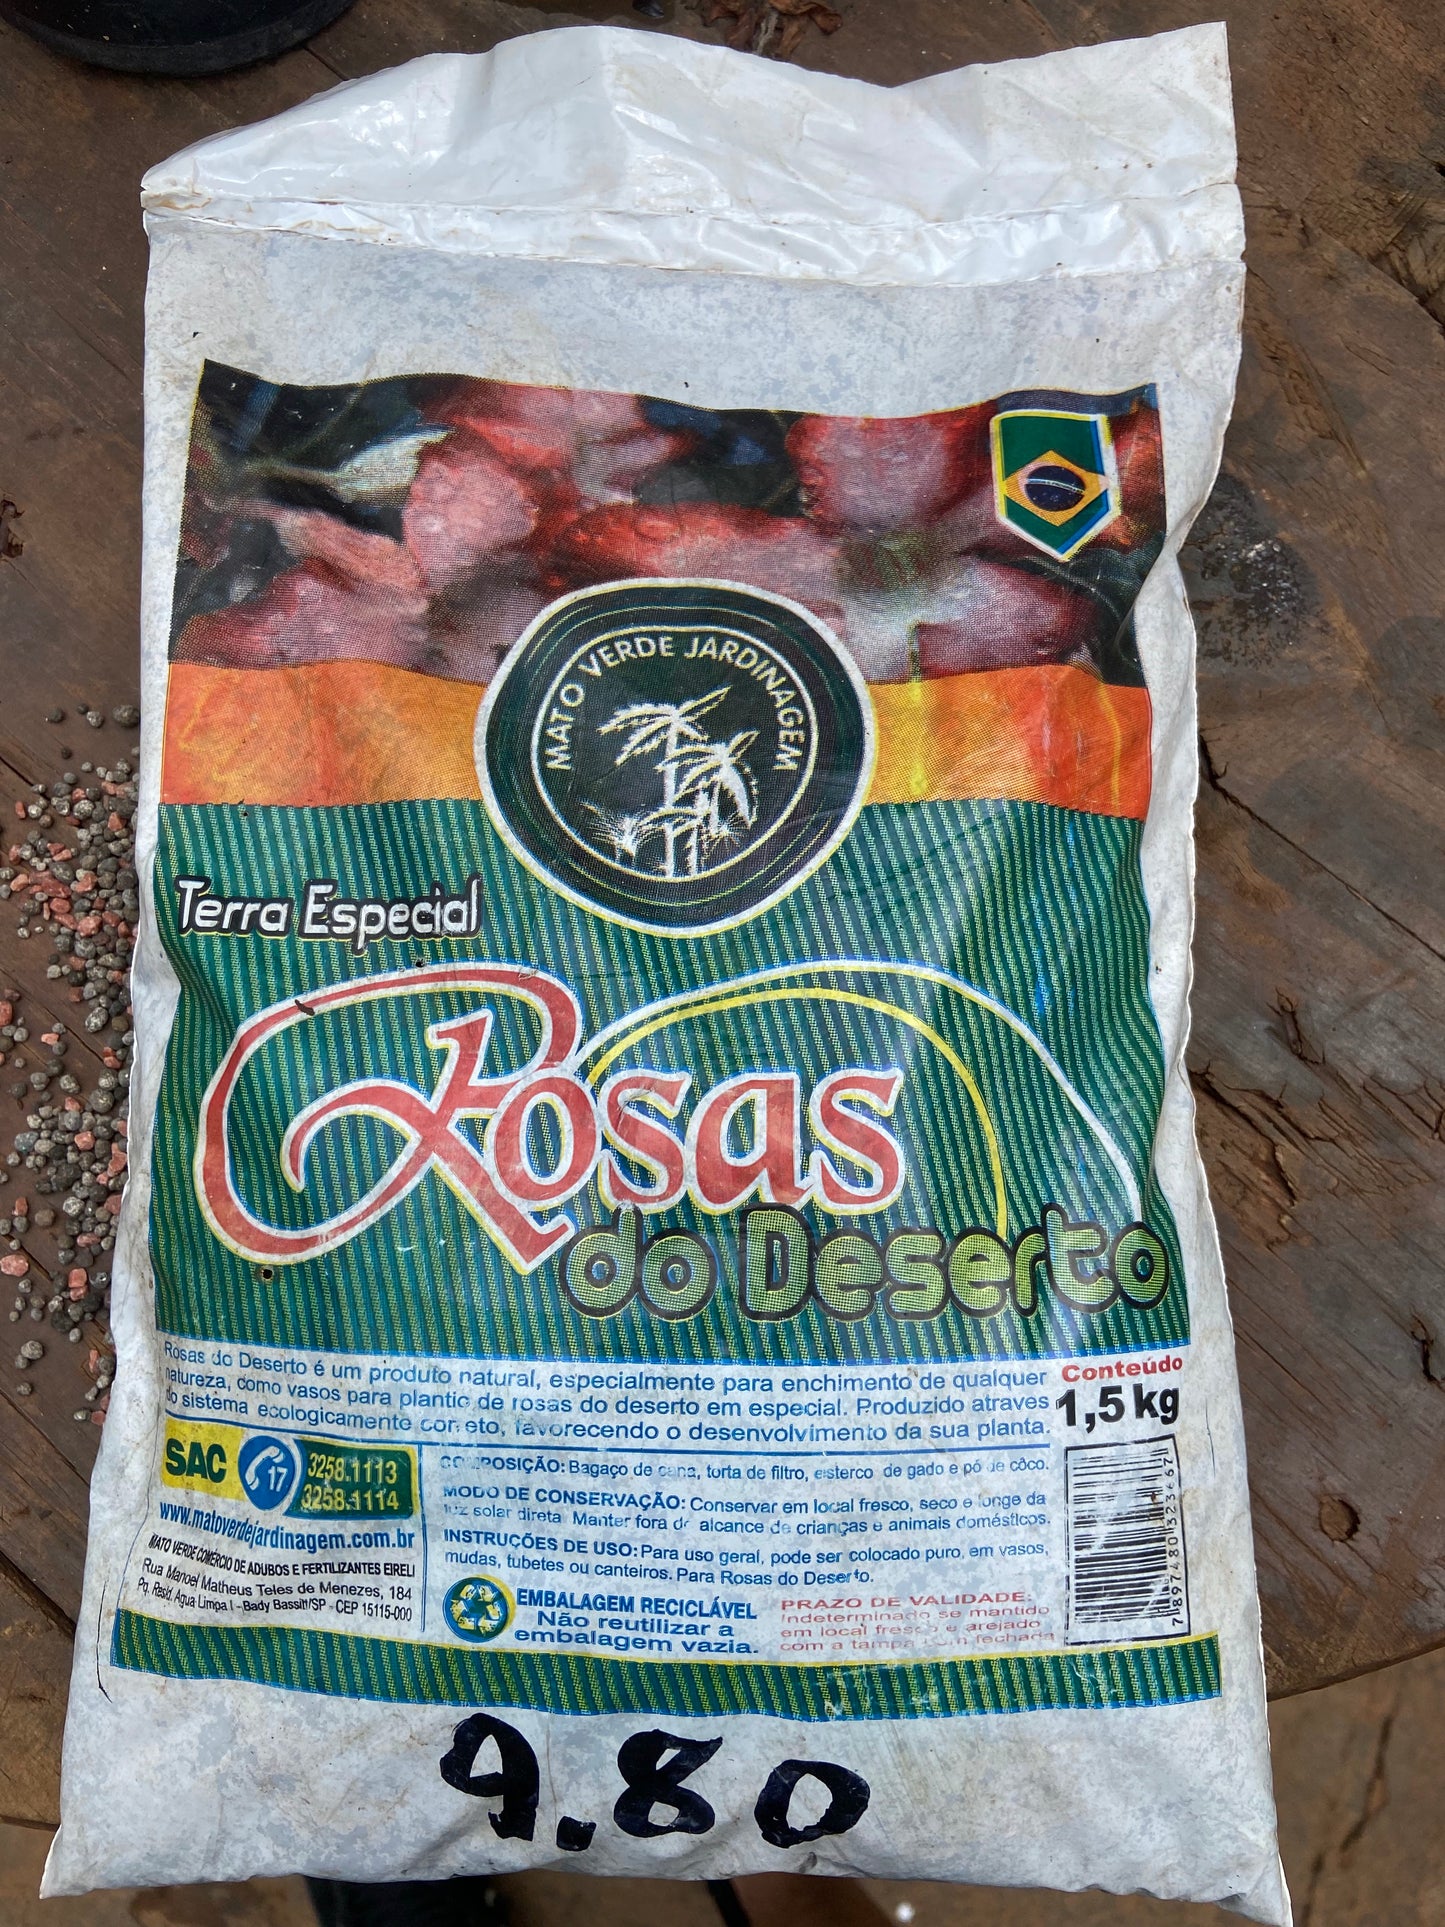 MATO VERDE JARDINAGEM
Terra Especial
Rosas
do Deserto
Rosas do Deserto é um produto natural, especialmente para enchimento de qualquer
natureza, como vasos para plantio de rosas do deserto em especial. Produzido atraves
do sistema ecologicamente correto, favorecendo o desenvolvimento da sua planta.
Conteúdo
1,5 kg
SAC 17 3258.1113
3258.1114
www.matoverdejardinagem.com.br
MATO VERDE COMÉRCIO DE ADUBOS E FERTILIZANTES EIRELI
Rua Manoel Matheus Teles de Menezes, 184
Pq. Resid. Agua Limpa I - Bady Bassitt/SP - CEP 15115-000
COMPOSIÇÃO: Bagaço de cana, torta de filtro, esterco de gado e pó de côco.
MODO DE CONSERVAÇÃO: Conservar em local fresco, seco e longe da
luz solar direta Manter fora do alcance de crianças e animais domésticos.
INSTRUÇÕES DE USO: Para uso geral, pode ser colocado puro, em vasos,
mudas, tubetes ou canteiros. Para Rosas do Deserto.
EMBALAGEM RECICLÁVEL
Não reutilizar a
embalagem vazia.
PRAZO DE VALIDADE:
Indeterminado se mantido
em local fresco e arejado
com a tampa bem fechada
7897480323667
9.80